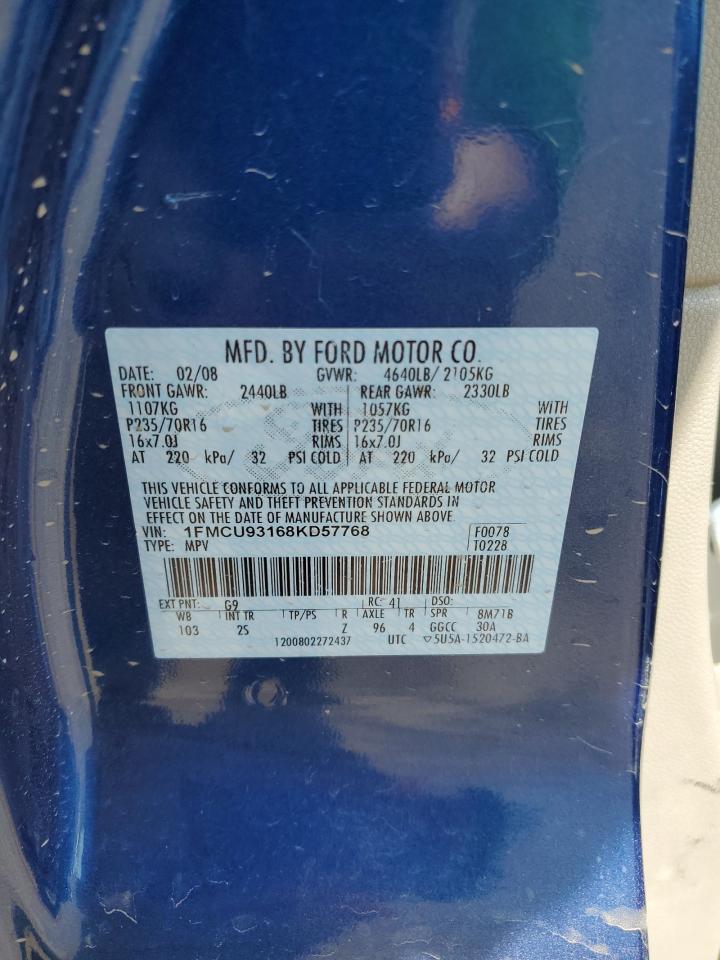 MFD. BY FORD MOTOR CO.
DATE: 02/08 GVWR: 4640LB/ 2105KG
FRONT GAWR: 2440LB REAR GAWR: 2330LB
1107KG WITH 1057KG WITH
P235/70R16 TIRES P235/70R16 TIRES
16x7.0J RIMS 16x7.0J RIMS
AT 220 kPa/ 32 PSI COLD AT 220 kPa/ 32 PSI COLD
THIS VEHICLE CONFORMS TO ALL APPLICABLE FEDERAL MOTOR
VEHICLE SAFETY AND THEFT PREVENTION STANDARDS IN
EFFECT ON THE DATE OF MANUFACTURE SHOWN ABOVE.
VIN: 1FMCU93168KD57768 F0078
TYPE: MPV T0228
EXT PNT: G9 RC: 41 DSO:
WB INT TR TP/PS R AXLE TR SPR 8M71B
103 2S Z 96 4 GGCC 30A
1200802272437 UTC ▽5U5A-1520472-BA